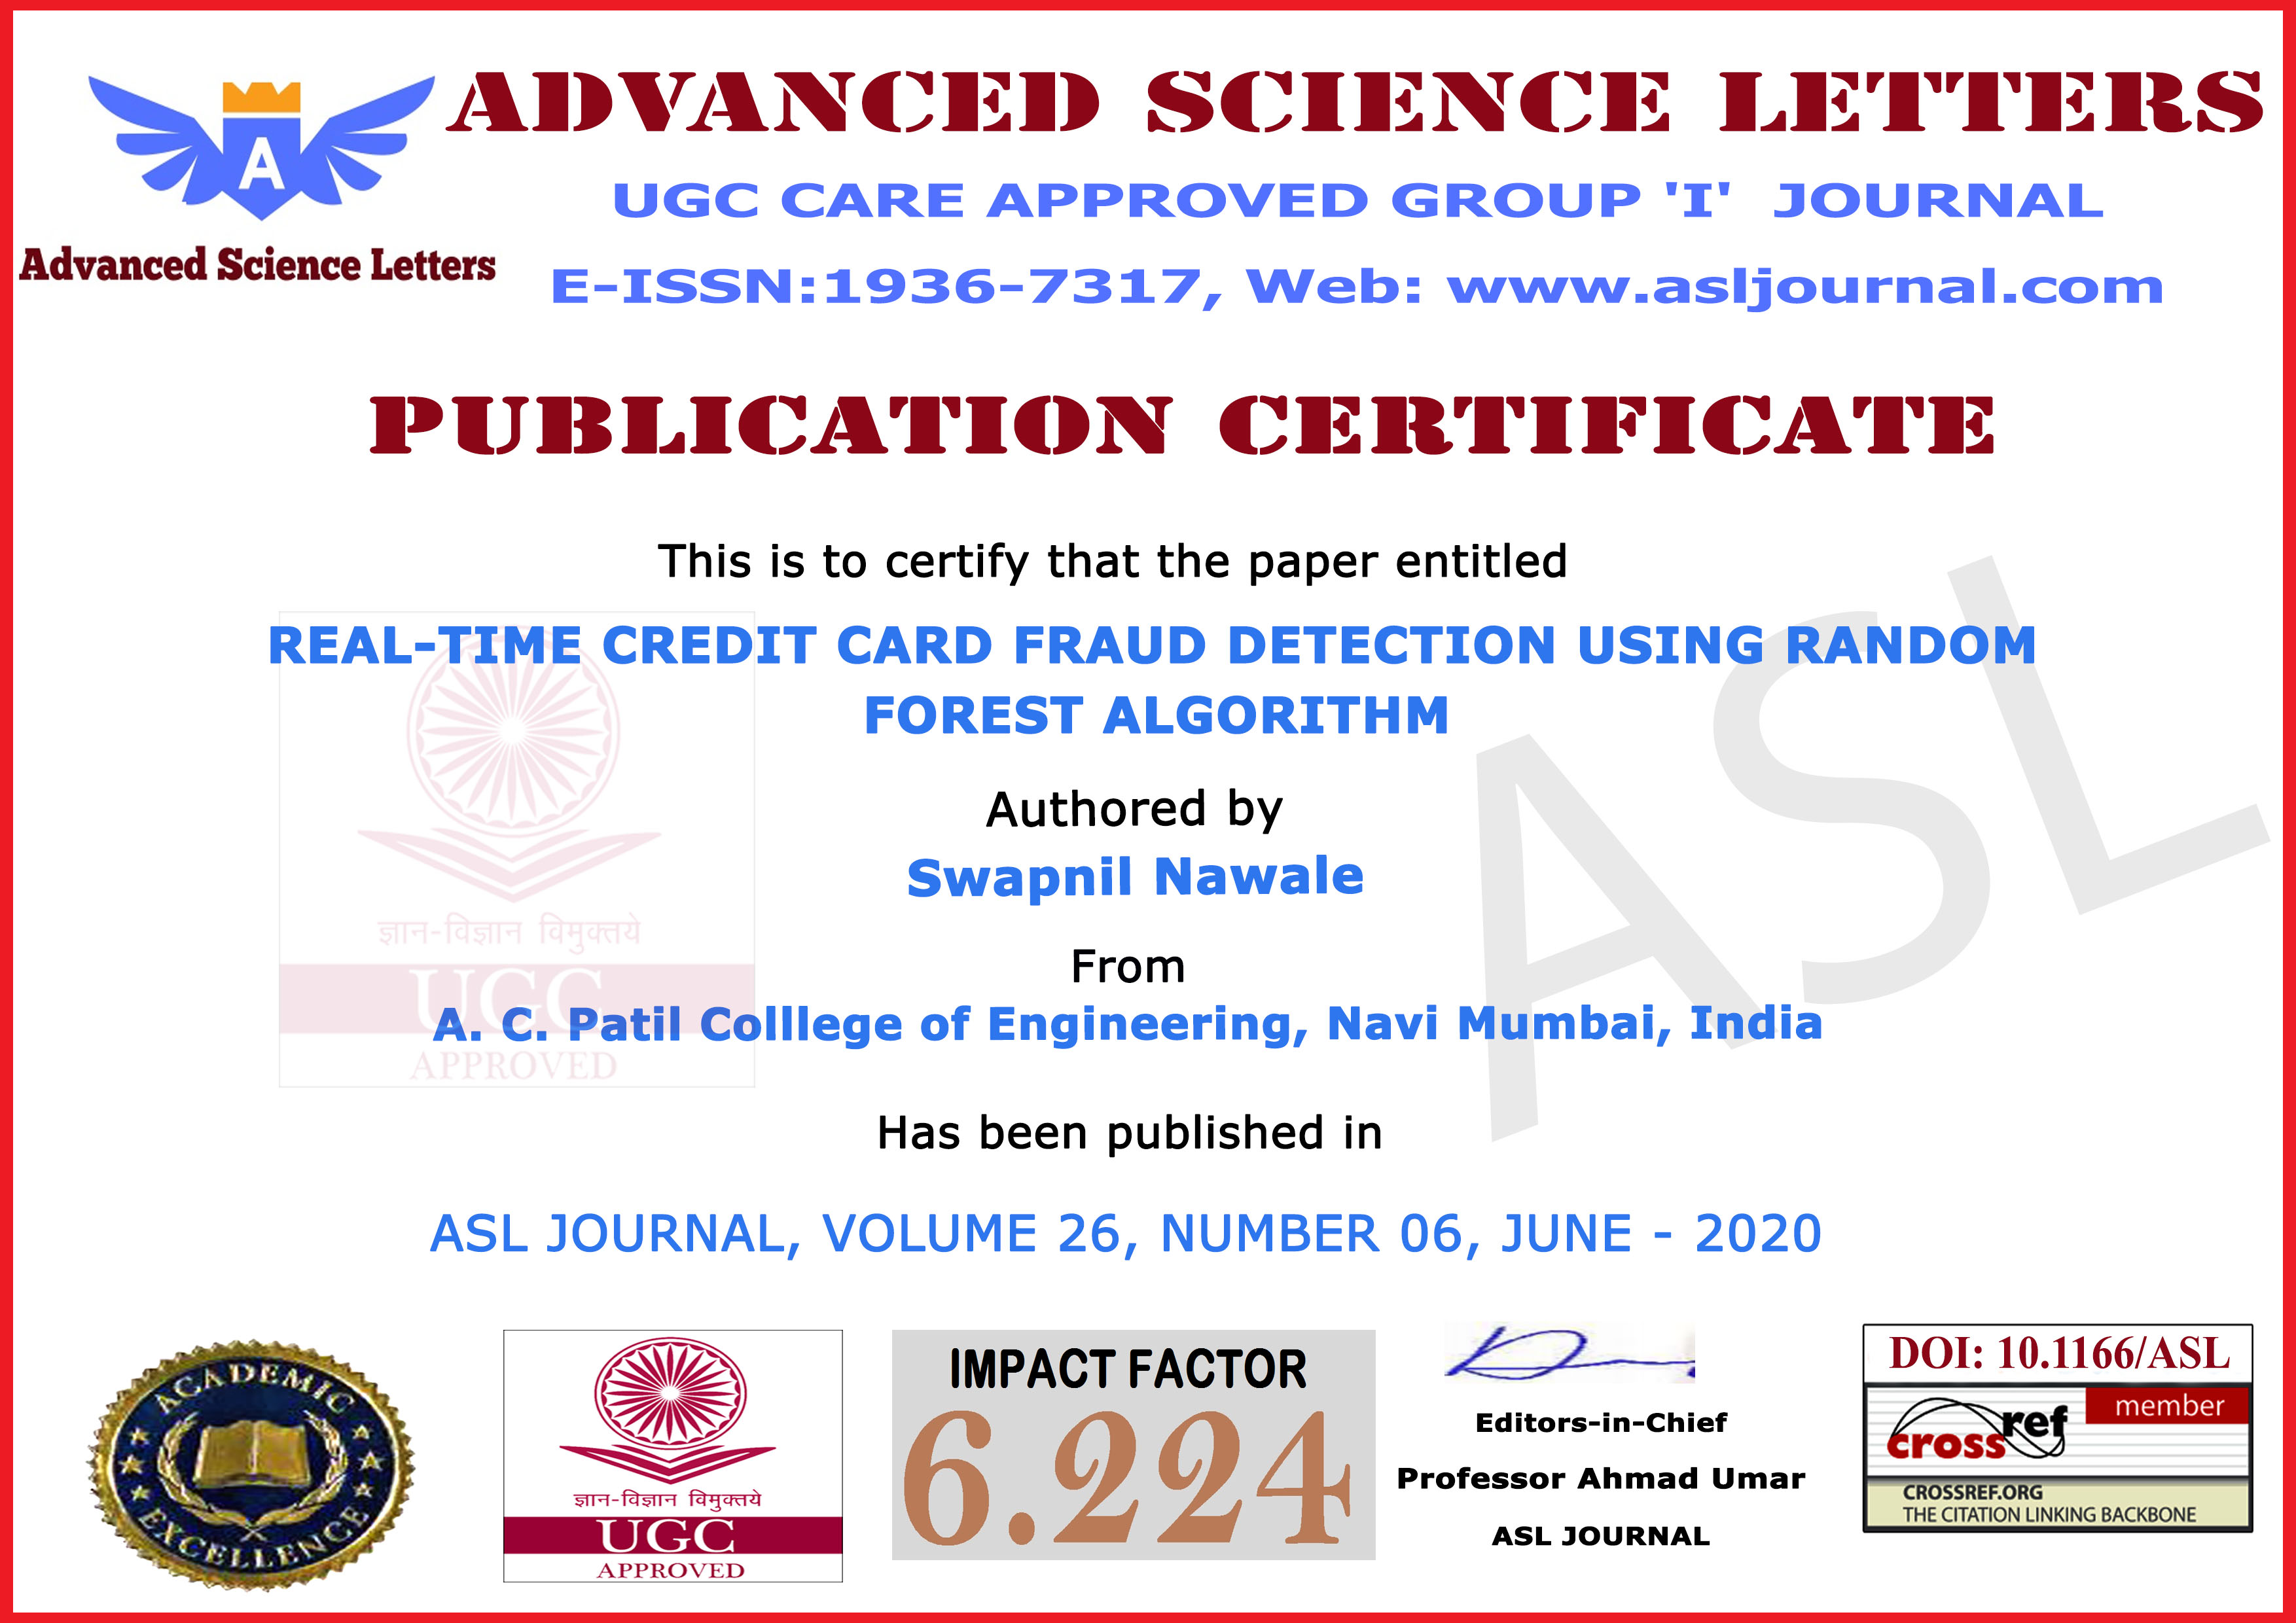 A
ADVANCED SCIENCE LETTERS
UGC CARE APPROVED GROUP 'I' JOURNAL
Advanced Science Letters
E-ISSN:1936-7317, Web: www.asljournal.com
PUBLICATION CERTIFICATE
This is to certify that the paper entitled
REAL-TIME CREDIT CARD FRAUD DETECTION USING RANDOM
FOREST ALGORITHM
Authored by
Swapnil Nawale
ज्ञान-विज्ञान विमुक्तये
UGC
APPROVED
ASL
From
A. C. Patil Colllege of Engineering, Navi Mumbai, India
Has been published in
ASL JOURNAL, VOLUME 26, NUMBER 06, JUNE - 2020
ACADEMIC
EXCELLENCE
ज्ञान-विज्ञान विमुक्तये
UGC
APPROVED
IMPACT FACTOR
6.224
Editors-in-Chief
Professor Ahmad Umar
ASL JOURNAL
DOI: 10.1166/ASL
member
crossref
CROSSREF.ORG
THE CITATION LINKING BACKBONE